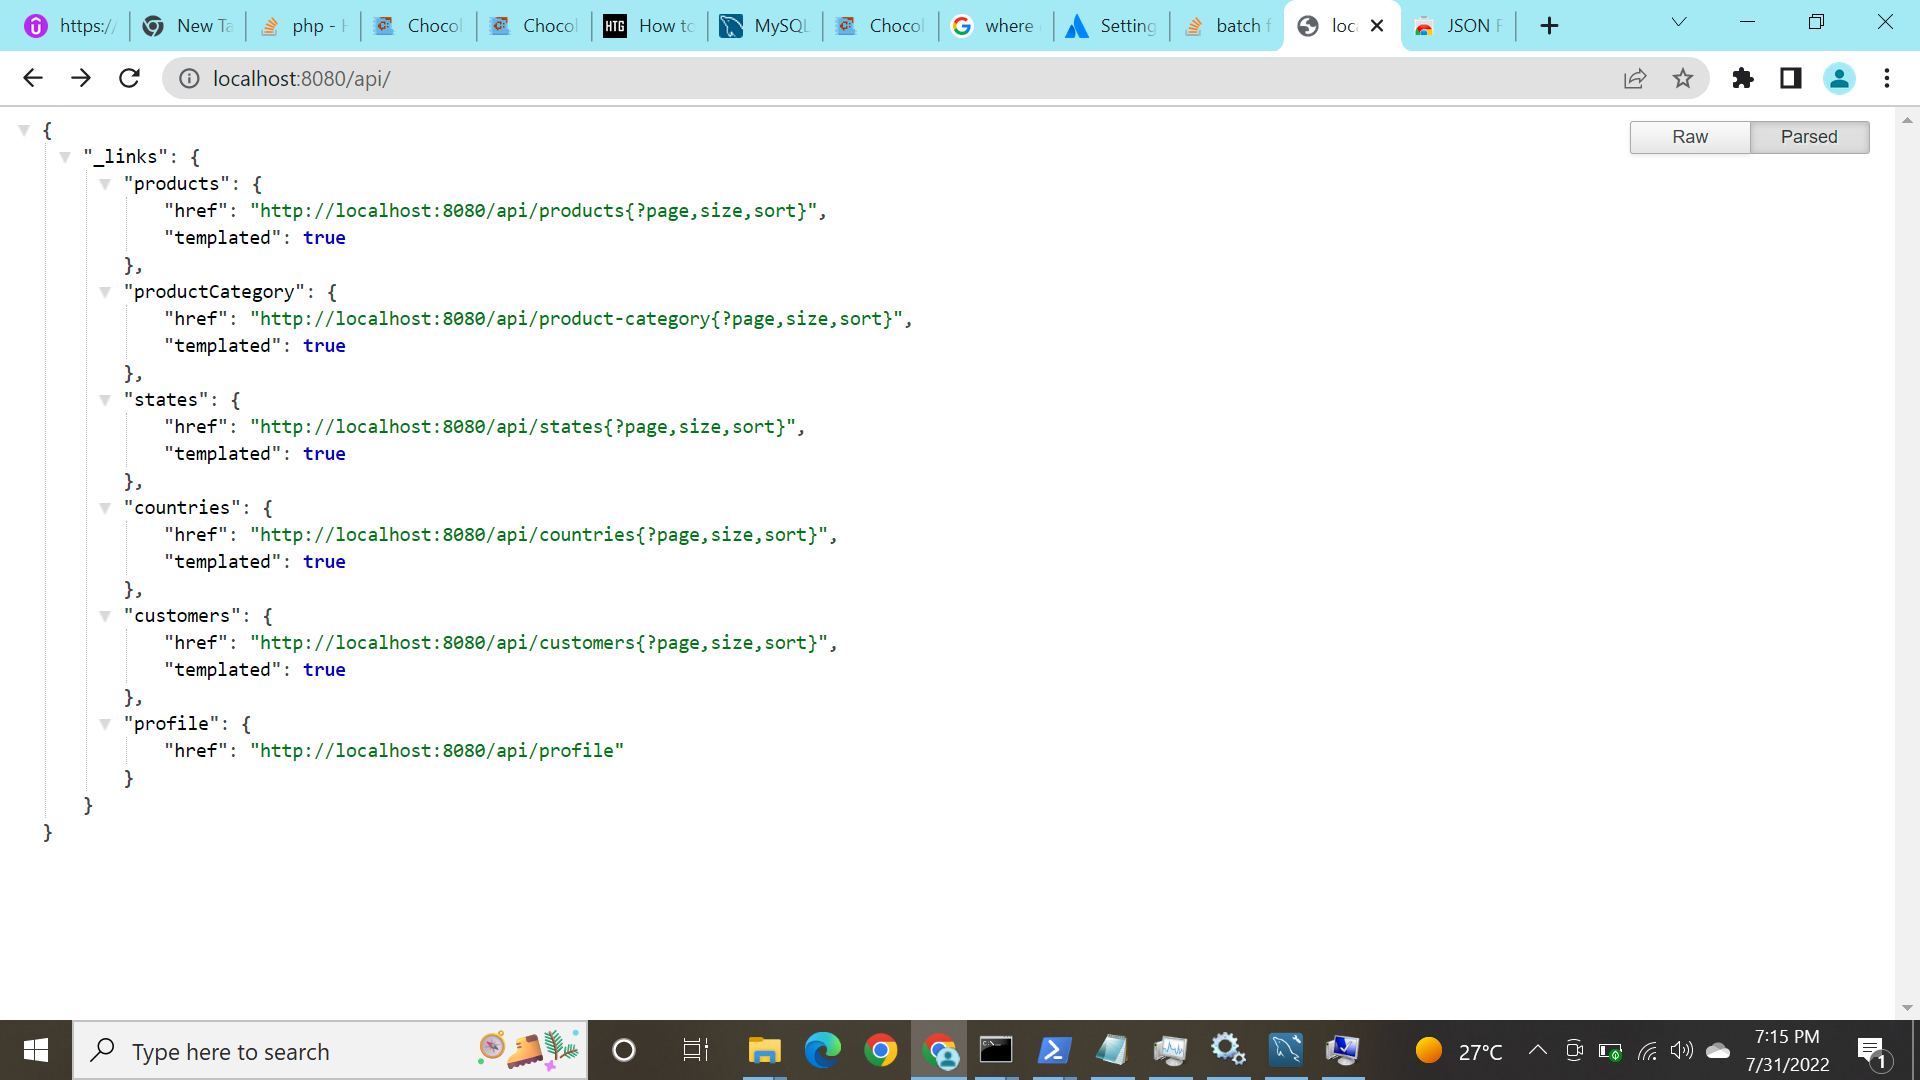 https:/
New Ta
php - H
Chocol
Chocol
HTG
How to
MySQL
Chocol
where
Setting
batch f
loc
JSON F
localhost:8080/api/
Raw
Parsed
{
"_links": {
"products": {
"href": "http://localhost:8080/api/products{?page,size,sort}",
"templated": true
},
"productCategory": {
"href": "http://localhost:8080/api/product-category{?page,size,sort}",
"templated": true
},
"states": {
"href": "http://localhost:8080/api/states{?page,size,sort}",
"templated": true
},
"countries": {
"href": "http://localhost:8080/api/countries{?page,size,sort}",
"templated": true
},
"customers": {
"href": "http://localhost:8080/api/customers{?page,size,sort}",
"templated": true
},
"profile": {
"href": "http://localhost:8080/api/profile"
}
}
}
Type here to search
27°C
7:15 PM
7/31/2022
1